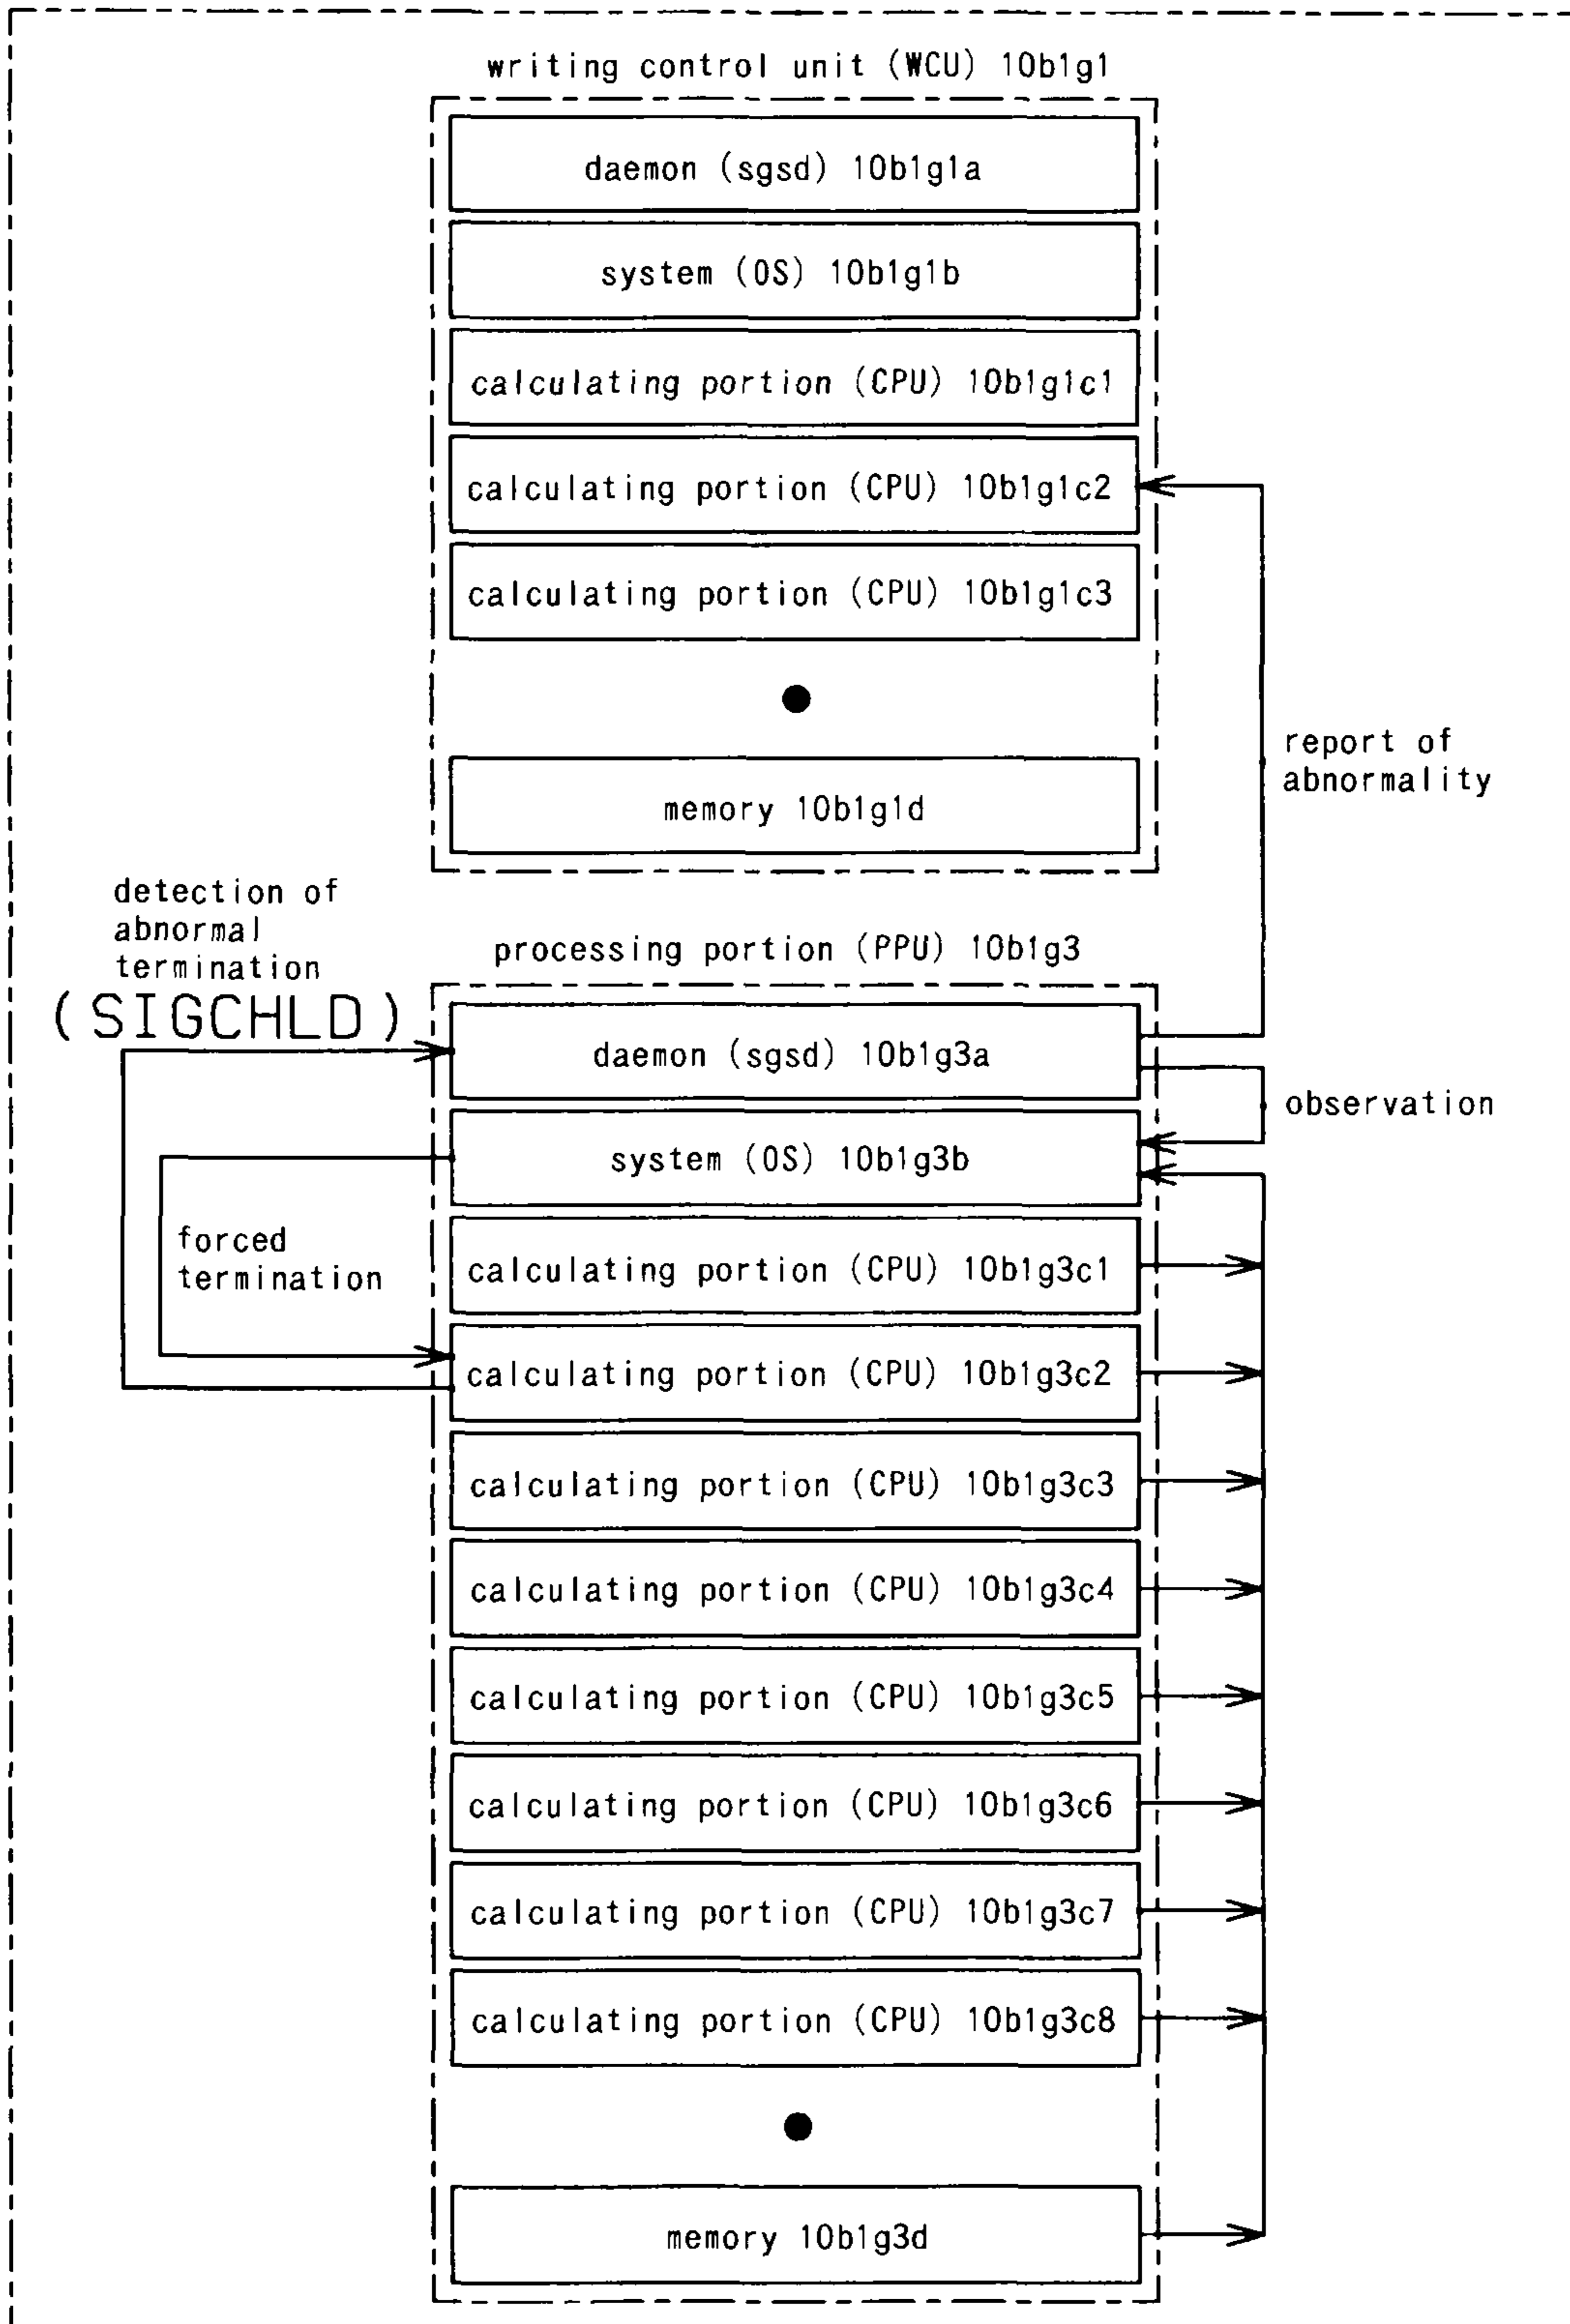 writing control unit (WCU) 10b1g1
daemon (sgsd) 10b1g1a
system (OS) 10b1g1b
calculating portion (CPU) 10b1g1c1
calculating portion (CPU) 10b1g1c2
calculating portion (CPU) 10b1g1c3
report of
abnormality
memory 10b1g1d
detection of
abnormal
termination
(SIGCHLD)
processing portion (PPU) 10b1g3
daemon (sgsd) 10b1g3a
observation
system (OS) 10b1g3b
forced
termination
calculating portion (CPU) 10b1g3c1
calculating portion (CPU) 10b1g3c2
calculating portion (CPU) 10b1g3c3
calculating portion (CPU) 10b1g3c4
calculating portion (CPU) 10b1g3c5
calculating portion (CPU) 10b1g3c6
calculating portion (CPU) 10b1g3c7
calculating portion (CPU) 10b1g3c8
memory 10b1g3d